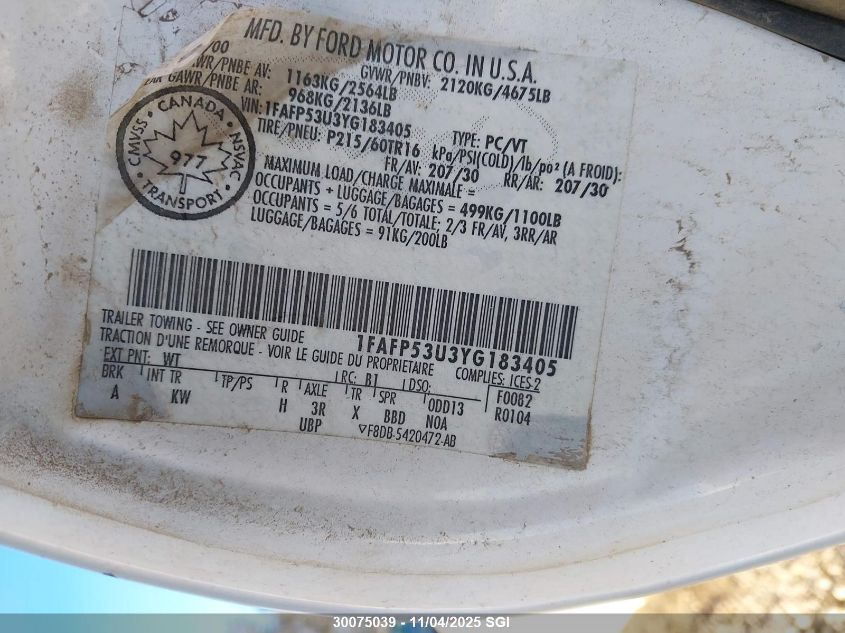 MFD. BY FORD MOTOR CO. IN U.S.A.
/00
GVWR/PNBV: 2120KG/4675LB
AWR/PNBE AV: 1163KG/2564LB
GAWR/PNBE AR: 968KG/2136LB
VIN: 1FAFP53U3YG183405
TYPE: PC/VT
TIRE/PNEU: P215/60TR16 kPa/PSI(COLD)/lb/po² (A FROID):
FR/AV: 207/30 RR/AR: 207/30
MAXIMUM LOAD/CHARGE MAXIMALE =
OCCUPANTS + LUGGAGE/BAGAGES = 499KG/1100LB
OCCUPANTS = 5/6 TOTAL/TOTALE: 2/3 FR/AV, 3RR/AR
LUGGAGE/BAGAGES = 91KG/200LB
CANADA
CMVSS
NSVAC
977
TRANSPORT
1FAFP53U3YG183405
TRAILER TOWING - SEE OWNER GUIDE
TRACTION D'UNE REMORQUE - VOIR LE GUIDE DU PROPRIETAIRE
COMPLIES: ICES.2
EXT PNT: WT RC: B1 DSO:
BRK INT TR TP/PS R AXLE TR SPR ODD13 F0082
A KW H 3R X BBD NOA R0104
UBP
▽F8DB-5420472-AB
30075039 - 11/04/2025 SGI